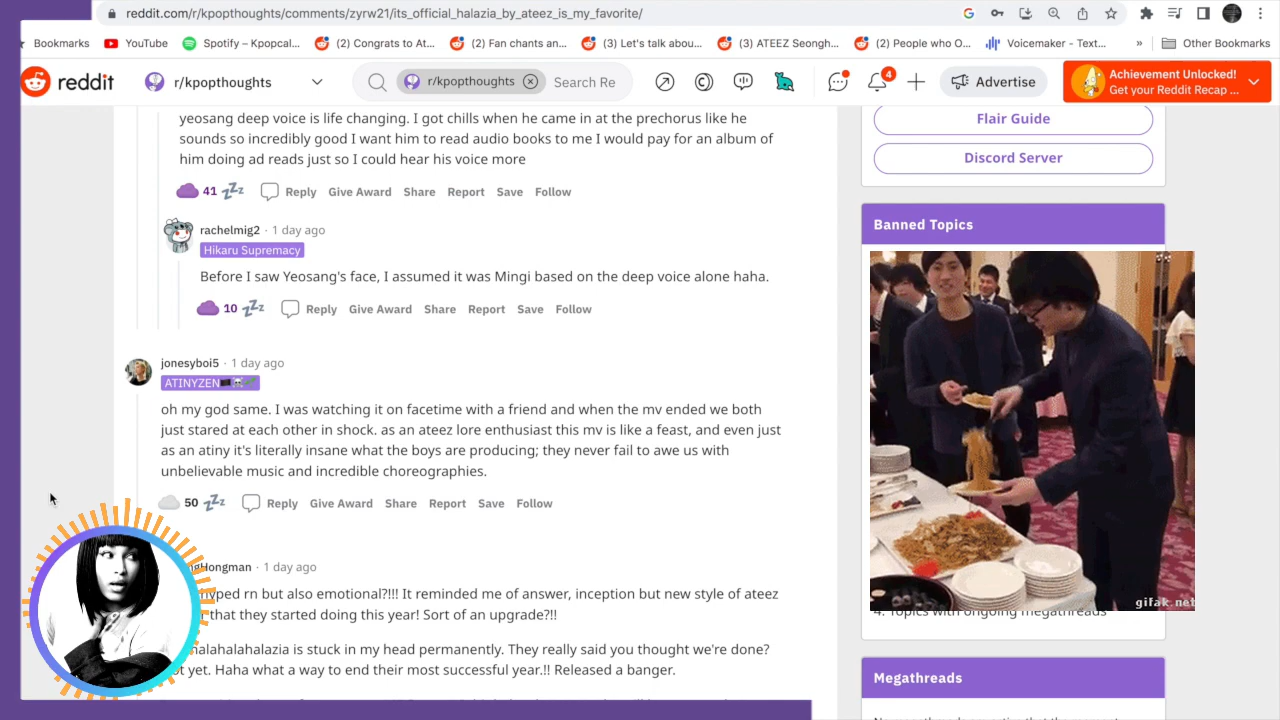 reddit.com/r/kpopthoughts/comments/zyrw21/its_official_halazia_by_ateez_is_my_favorite/
Bookmarks YouTube Spotify – Kpopcal... (2) Congrats to At... (2) Fan chants an... (3) Let's talk abou... (3) ATEEZ Seongh... (2) People who O... Voicemaker - Text... » Other Bookmarks
reddit r/kpopthoughts r/kpopthoughts Search Re 4 Advertise Achievement Unlocked!
Get your Reddit Recap ...
yeosang deep voice is life changing. I got chills when he came in at the prechorus like he
sounds so incredibly good I want him to read audio books to me I would pay for an album of
him doing ad reads just so I could hear his voice more
41 Reply Give Award Share Report Save Follow
rachelmig2 · 1 day ago
Hikaru Supremacy
Before I saw Yeosang's face, I assumed it was Mingi based on the deep voice alone haha.
10 Reply Give Award Share Report Save Follow
jonesyboi5 · 1 day ago
ATINYZEN
oh my god same. I was watching it on facetime with a friend and when the mv ended we both
just stared at each other in shock. as an ateez lore enthusiast this mv is like a feast, and even just
as an atiny it's literally insane what the boys are producing; they never fail to awe us with
unbelievable music and incredible choreographies.
50 Reply Give Award Share Report Save Follow
gHongman · 1 day ago
hyped rn but also emotional?!!! It reminded me of answer, inception but new style of ateez
that they started doing this year! Sort of an upgrade?!!
halahalahalazia is stuck in my head permanently. They really said you thought we're done?
yet. Haha what a way to end their most successful year.!! Released a banger.
Flair Guide
Discord Server
Banned Topics
gifak.net
4. Topics with ongoing megathreads
Megathreads